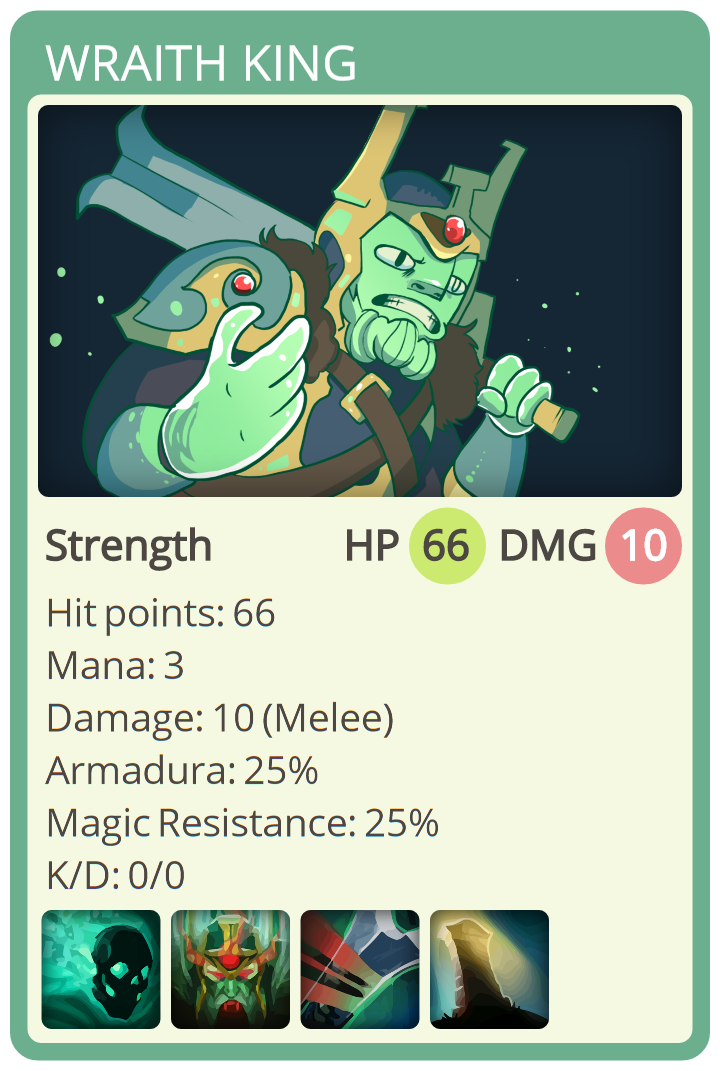 WRAITH KING
Strength HP 66 DMG 10
Hit points: 66
Mana: 3
Damage: 10 (Melee)
Armadura: 25%
Magic Resistance: 25%
K/D: 0/0